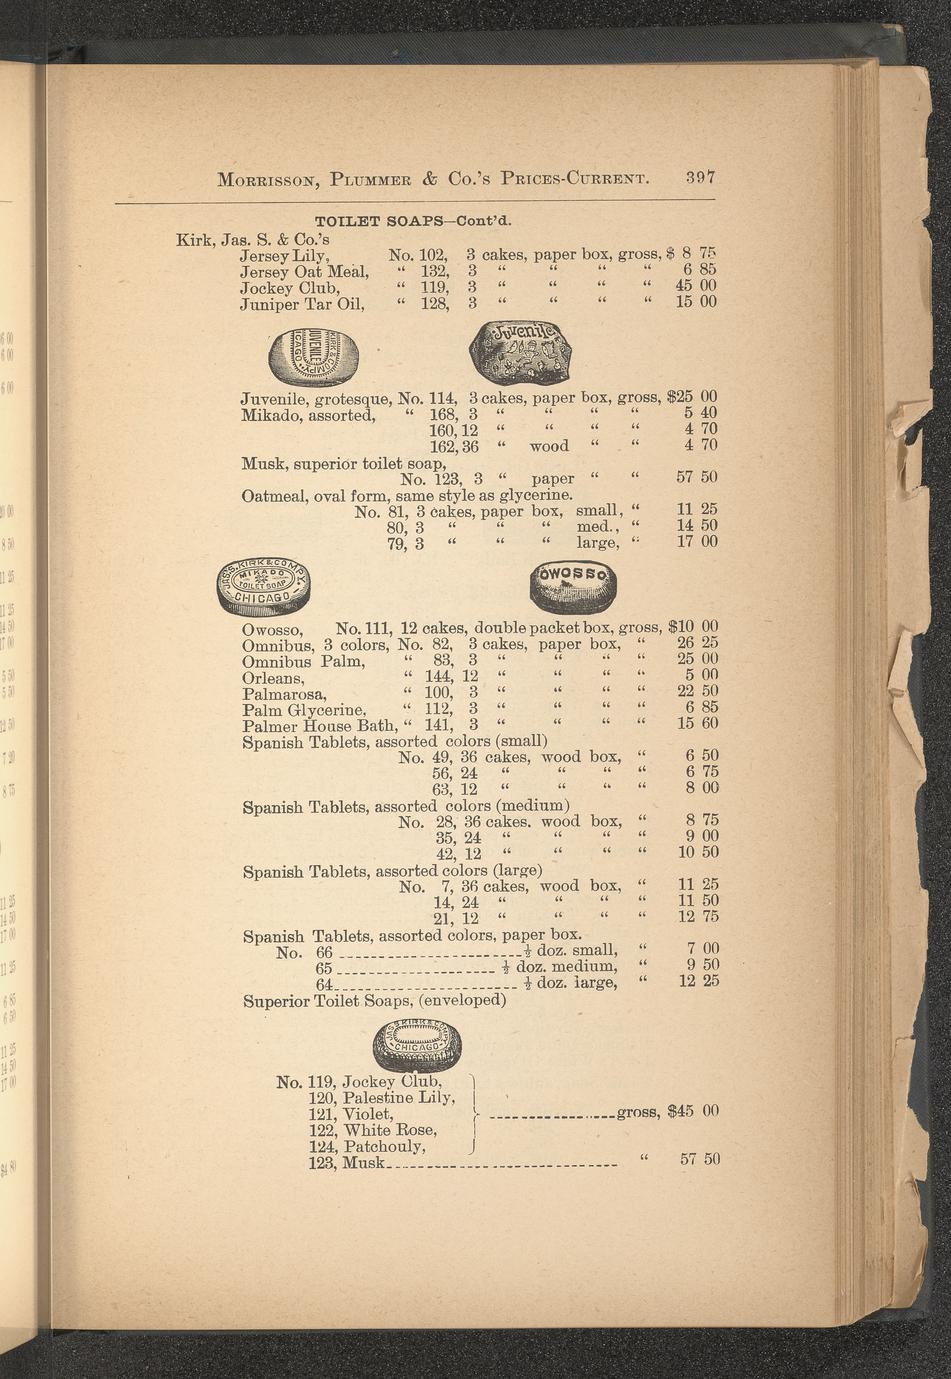 MORRISSON, PLUMMER & CO.'S PRICES-CURRENT. 397
TOILET SOAPS—Cont'd.
Kirk, Jas. S. & Co.'s
Jersey Lily, No. 102, 3 cakes, paper box, gross, $ 8 75
Jersey Oat Meal, “ 132, 3 “ “ “ “ 6 85
Jockey Club, “ 119, 3 “ “ “ “ 45 00
Juniper Tar Oil, “ 128, 3 “ “ “ “ 15 00
KIRK & COMPY
JUVENILE
ICAGO
Juvenile
Juvenile, grotesque, No. 114, 3 cakes, paper box, gross, $25 00
Mikado, assorted, “ 168, 3 “ “ “ “ 5 40
160, 12 “ “ “ “ 4 70
162, 36 “ wood “ “ 4 70
Musk, superior toilet soap,
No. 123, 3 “ paper “ “ 57 50
Oatmeal, oval form, same style as glycerine.
No. 81, 3 cakes, paper box, small, “ 11 25
80, 3 “ “ “ med., “ 14 50
79, 3 “ “ “ large, “ 17 00
JAS. S. KIRK & COMPY.
MIKADO
TOILET SOAP
CHICAGO
OWOSSO
Owosso, No. 111, 12 cakes, double packet box, gross, $10 00
Omnibus, 3 colors, No. 82, 3 cakes, paper box, “ 26 25
Omnibus Palm, “ 83, 3 “ “ “ “ 25 00
Orleans, “ 144, 12 “ “ “ “ 5 00
Palmarosa, “ 100, 3 “ “ “ “ 22 50
Palm Glycerine, “ 112, 3 “ “ “ “ 6 85
Palmer House Bath, “ 141, 3 “ “ “ “ 15 60
Spanish Tablets, assorted colors (small)
No. 49, 36 cakes, wood box, “ 6 50
56, 24 “ “ “ “ 6 75
63, 12 “ “ “ “ 8 00
Spanish Tablets, assorted colors (medium)
No. 28, 36 cakes. wood box, “ 8 75
35, 24 “ “ “ “ 9 00
42, 12 “ “ “ “ 10 50
Spanish Tablets, assorted colors (large)
No. 7, 36 cakes, wood box, “ 11 25
14, 24 “ “ “ “ 11 50
21, 12 “ “ “ “ 12 75
Spanish Tablets, assorted colors, paper box.
No. 66 ½ doz. small, “ 7 00
65 ½ doz. medium, “ 9 50
64 ½ doz. large, “ 12 25
Superior Toilet Soaps, (enveloped)
JAS. S. KIRK & COMPY
CHICAGO
No. 119, Jockey Club,
120, Palestine Lily,
121, Violet, gross, $45 00
122, White Rose,
124, Patchouly,
123, Musk “ 57 50